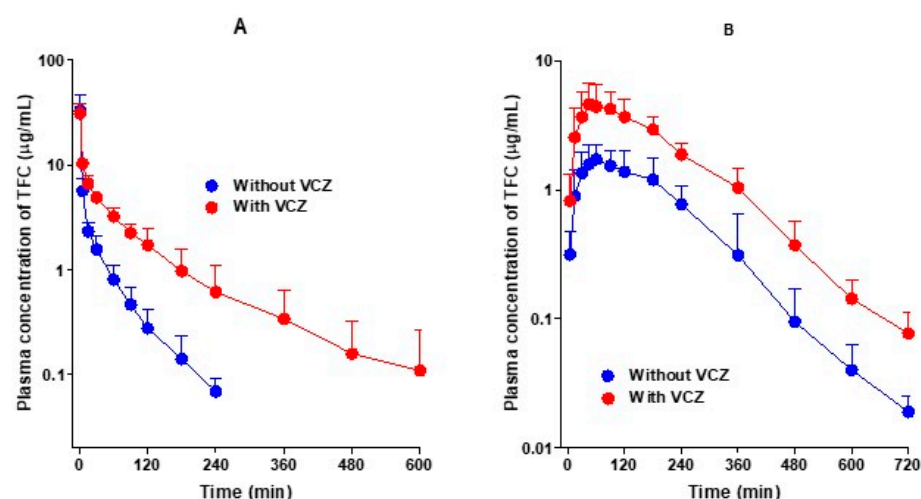 A
Plasma concentration of TFC (µg/mL)
100
10
1
0.1
Without VCZ
With VCZ
0 120 240 360 480 600
Time (min)
B
Plasma concentration of TFC (µg/mL)
10
1
0.1
0.01
Without VCZ
With VCZ
0 120 240 360 480 600 720
Time (min)